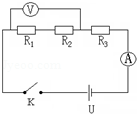 V
R₁ R₂ R₃
A
K U